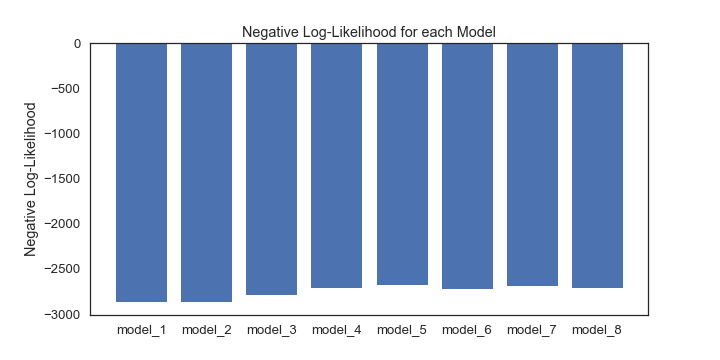 Negative Log-Likelihood for each Model
Negative Log-Likelihood
0
−500
−1000
−1500
−2000
−2500
−3000
model_1 model_2 model_3 model_4 model_5 model_6 model_7 model_8